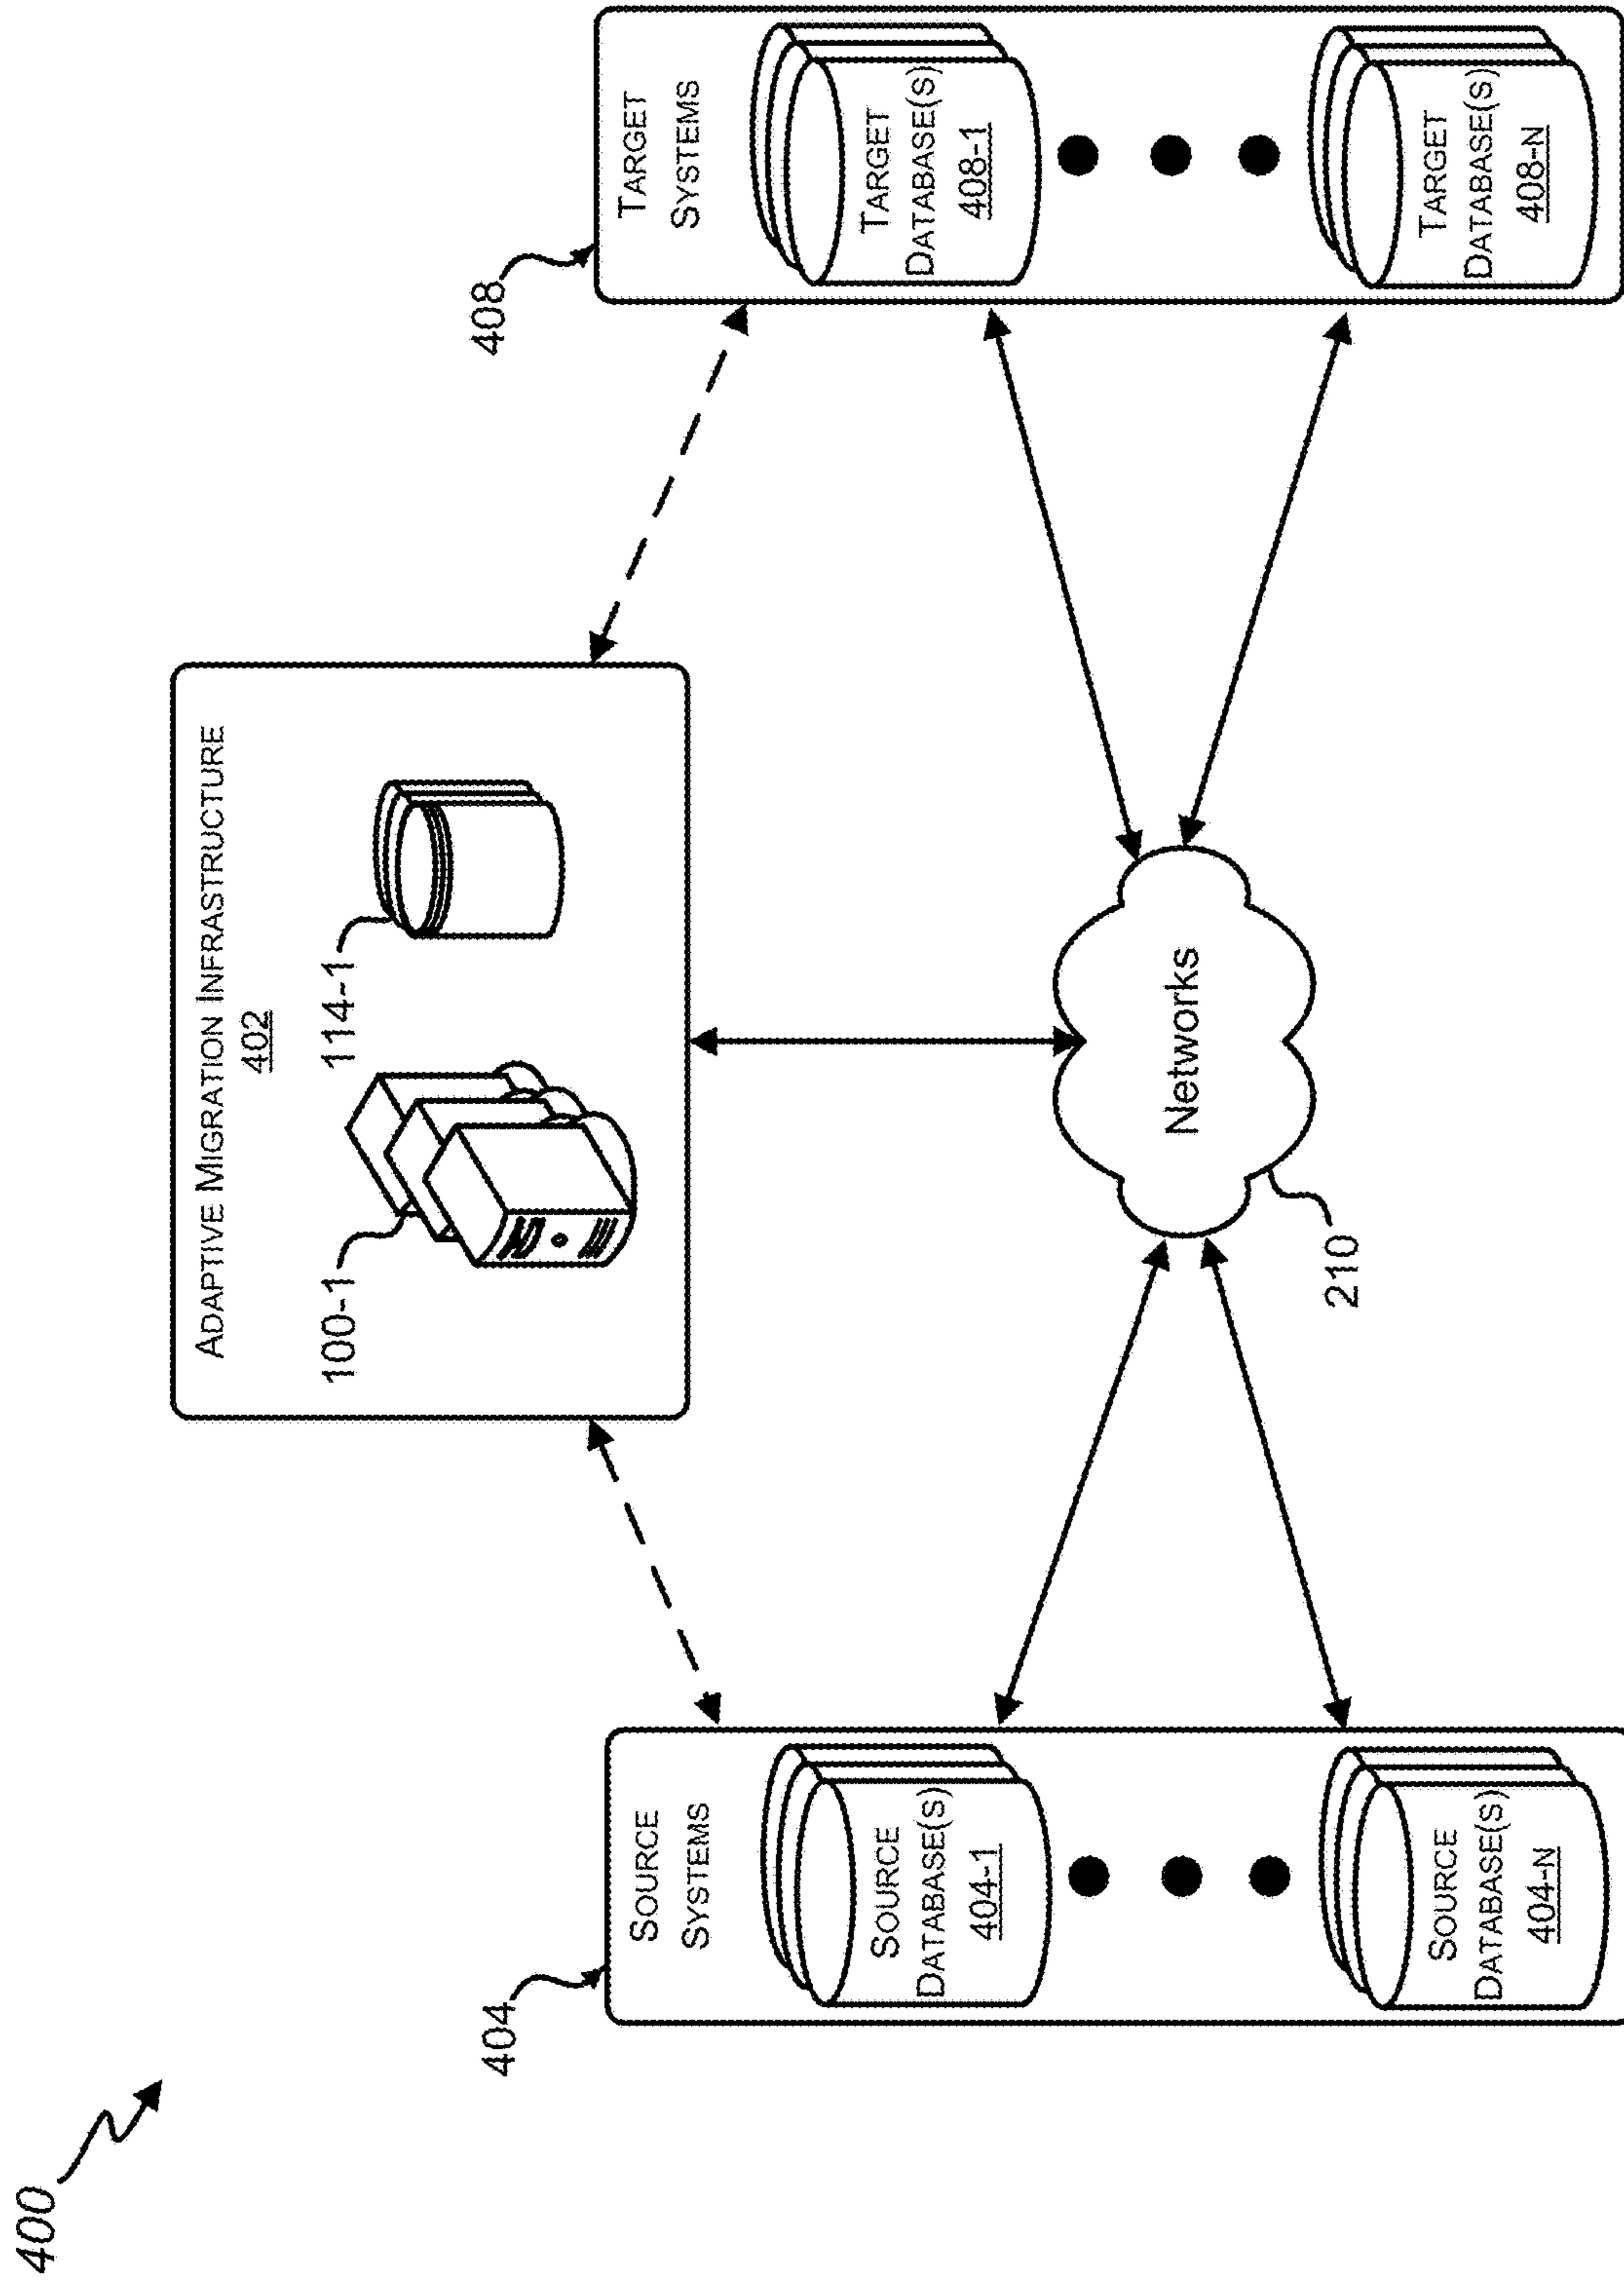 400
ADAPTIVE MIGRATION INFRASTRUCTURE
402
100-1
114-1
404
SOURCE
SYSTEMS
SOURCE
DATABASE(S)
404-1
SOURCE
DATABASE(S)
404-N
Networks
210
408
TARGET
SYSTEMS
TARGET
DATABASE(S)
408-1
TARGET
DATABASE(S)
408-N